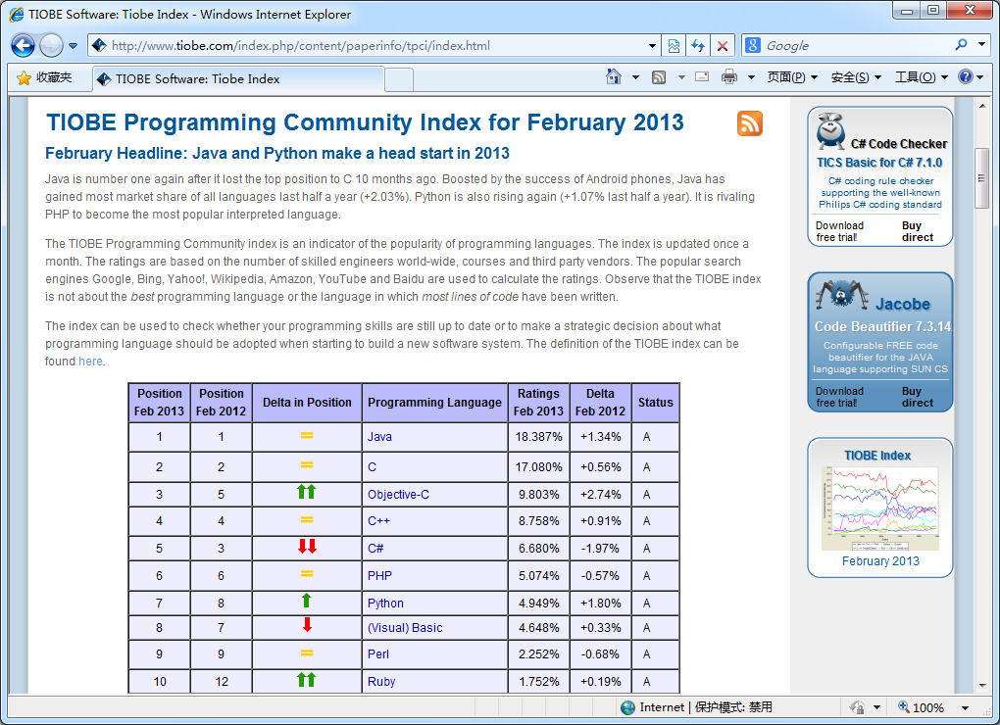 TIOBE Software: Tiobe Index - Windows Internet Explorer
http://www.tiobe.com/index.php/content/paperinfo/tpci/index.html
Google
收藏夹
TIOBE Software: Tiobe Index
页面(P)
安全(S)
工具(O)
TIOBE Programming Community Index for February 2013
February Headline: Java and Python make a head start in 2013
Java is number one again after it lost the top position to C 10 months ago. Boosted by the success of Android phones, Java has
gained most market share of all languages last half a year (+2.03%). Python is also rising again (+1.07% last half a year). It is rivaling
PHP to become the most popular interpreted language.
The TIOBE Programming Community index is an indicator of the popularity of programming languages. The index is updated once a
month. The ratings are based on the number of skilled engineers world-wide, courses and third party vendors. The popular search
engines Google, Bing, Yahoo!, Wikipedia, Amazon, YouTube and Baidu are used to calculate the ratings. Observe that the TIOBE index
is not about the best programming language or the language in which most lines of code have been written.
The index can be used to check whether your programming skills are still up to date or to make a strategic decision about what
programming language should be adopted when starting to build a new software system. The definition of the TIOBE index can be
found here.
Position Feb 2013 Position Feb 2012 Delta in Position Programming Language Ratings Feb 2013 Delta Feb 2012 Status
1 1 = Java 18.387% +1.34% A
2 2 = C 17.080% +0.56% A
3 5 Objective-C 9.803% +2.74% A
4 4 = C++ 8.758% +0.91% A
5 3 C# 6.680% -1.97% A
6 6 = PHP 5.074% -0.57% A
7 8 Python 4.949% +1.80% A
8 7 (Visual) Basic 4.648% +0.33% A
9 9 = Perl 2.252% -0.68% A
10 12 Ruby 1.752% +0.19% A
C# Code Checker
TICS Basic for C# 7.1.0
C# coding rule checker
supporting the well-known
Philips C# coding standard
Download free trial!
Buy direct
Jacobe
Code Beautifier 7.3.14
Configurable FREE code
beautifier for the JAVA
language supporting SUN CS
Download free trial!
Buy direct
TIOBE Index
February 2013
Internet | 保护模式: 禁用
100%